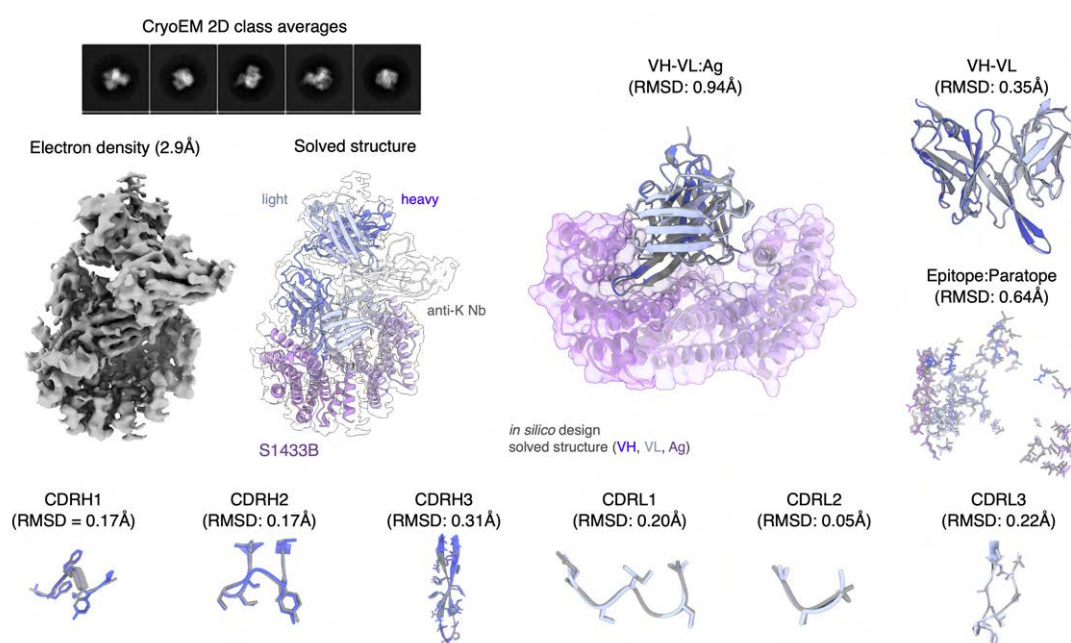 CryoEM 2D class averages
Electron density (2.9Å)
Solved structure
light
heavy
anti-K Nb
S1433B
VH-VL:Ag
(RMSD: 0.94Å)
in silico design
solved structure (VH, VL, Ag)
VH-VL
(RMSD: 0.35Å)
Epitope:Paratope
(RMSD: 0.64Å)
CDRH1
(RMSD = 0.17Å)
CDRH2
(RMSD: 0.17Å)
CDRH3
(RMSD: 0.31Å)
CDRL1
(RMSD: 0.20Å)
CDRL2
(RMSD: 0.05Å)
CDRL3
(RMSD: 0.22Å)